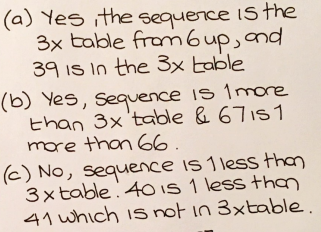 (a) Yes, the sequence is the
3x table from 6 up, and
39 is in the 3x table
(b) Yes, sequence is 1 more
than 3x table & 67 is 1
more than 66.
(c) No, sequence is 1 less than
3x table. 40 is 1 less than
41 which is not in 3x table.